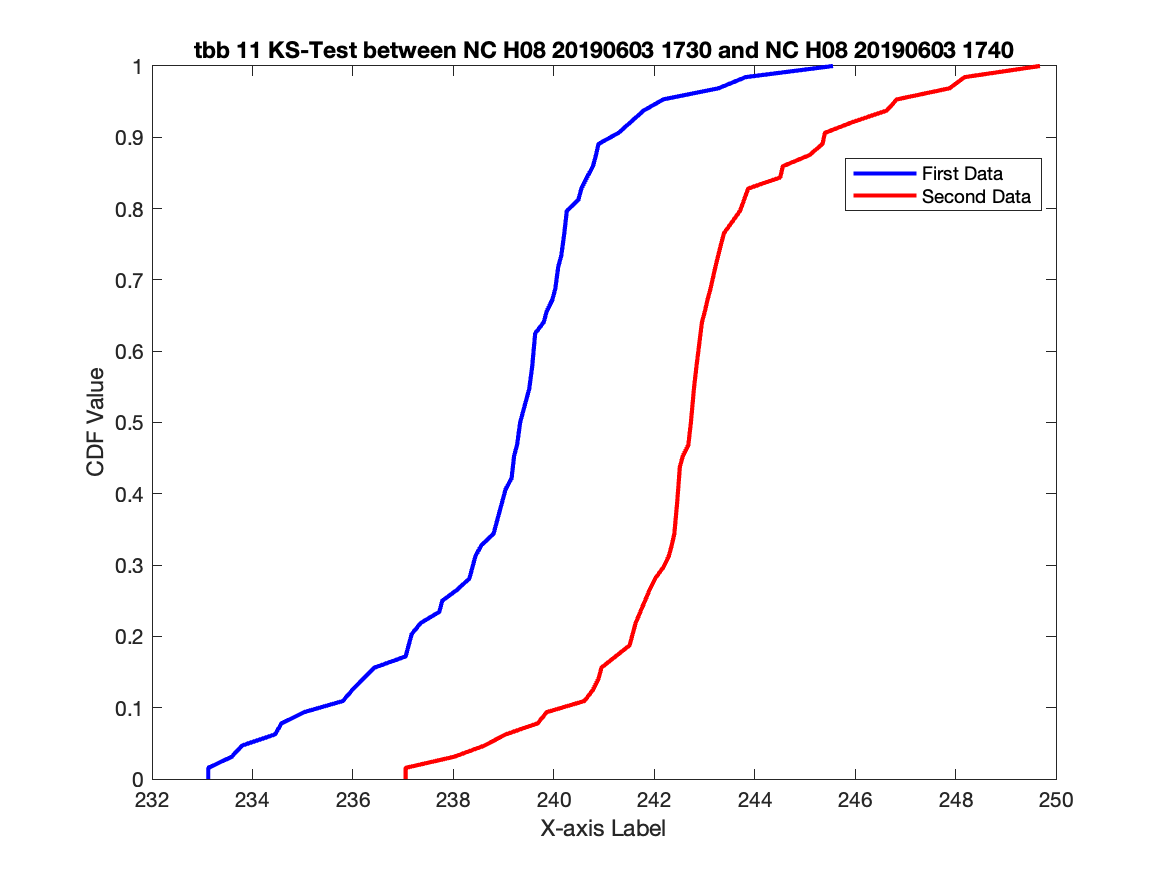 tbb 11 KS-Test between NC H08 20190603 1730 and NC H08 20190603 1740
1
0.9
0.8
0.7
0.6
0.5
0.4
0.3
0.2
0.1
0
CDF Value
First Data
Second Data
232 234 236 238 240 242 244 246 248 250
X-axis Label